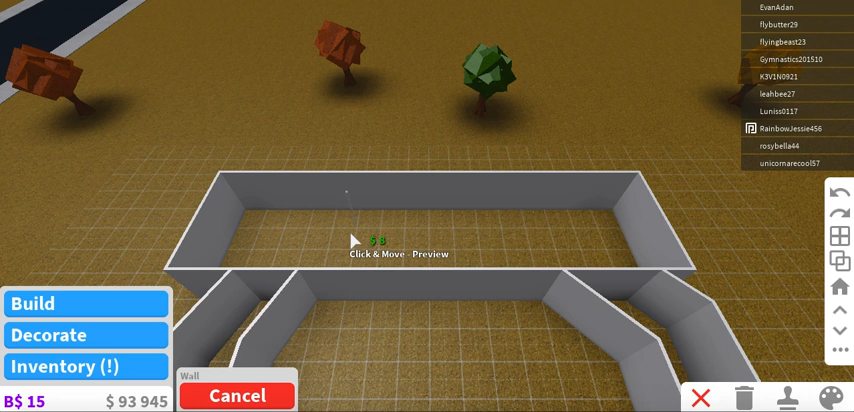 EvanAdan
flybutter29
flyingbeast23
Gymnastics201510
K3V1N0921
leahbee27
Luniss0117
RainbowJessie456
rosybella44
unicornarecool57
$ 8
Click & Move - Preview
Build
Decorate
Inventory (!)
B$ 15 $ 93 945
Wall
Cancel